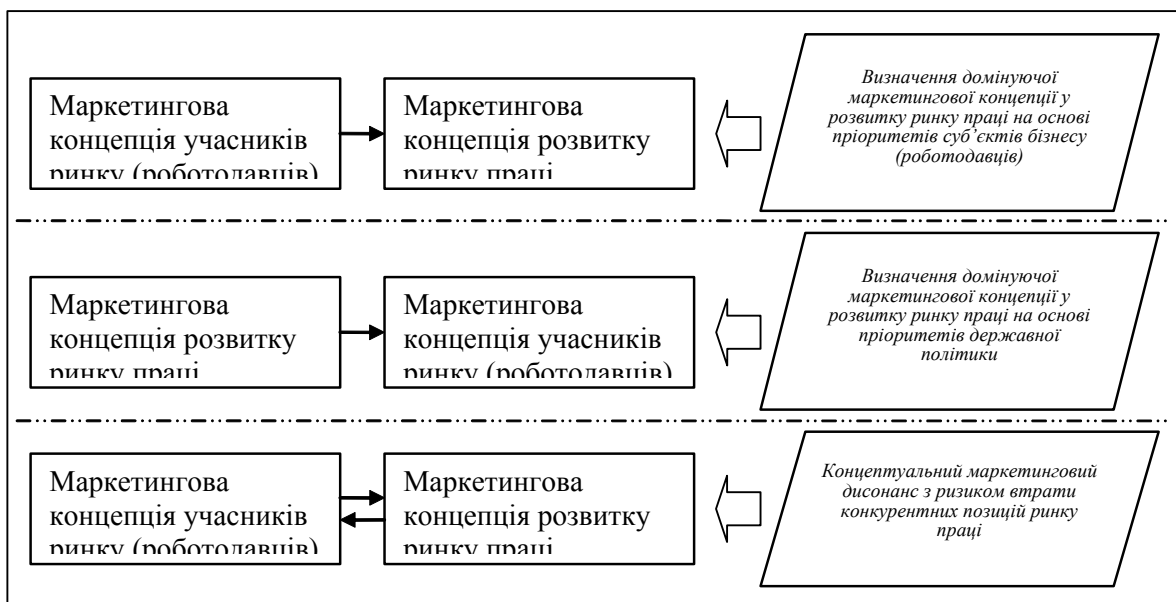 Маркетингова
концепція учасників
ринку (роботодавців)
Маркетингова
концепція розвитку
ринку праці
Визначення домінуючої
маркетингової концепції у
розвитку ринку праці на основі
пріоритетів суб’єктів бізнесу
(роботодавців)
Маркетингова
концепція розвитку
ринку праці
Маркетингова
концепція учасників
ринку (роботодавців)
Визначення домінуючої
маркетингової концепції у
розвитку ринку праці на основі
пріоритетів державної
політики
Маркетингова
концепція учасників
ринку (роботодавців)
Маркетингова
концепція розвитку
ринку праці
Концептуальний маркетинговий
дисонанс з ризиком втрати
конкурентних позицій ринку
праці